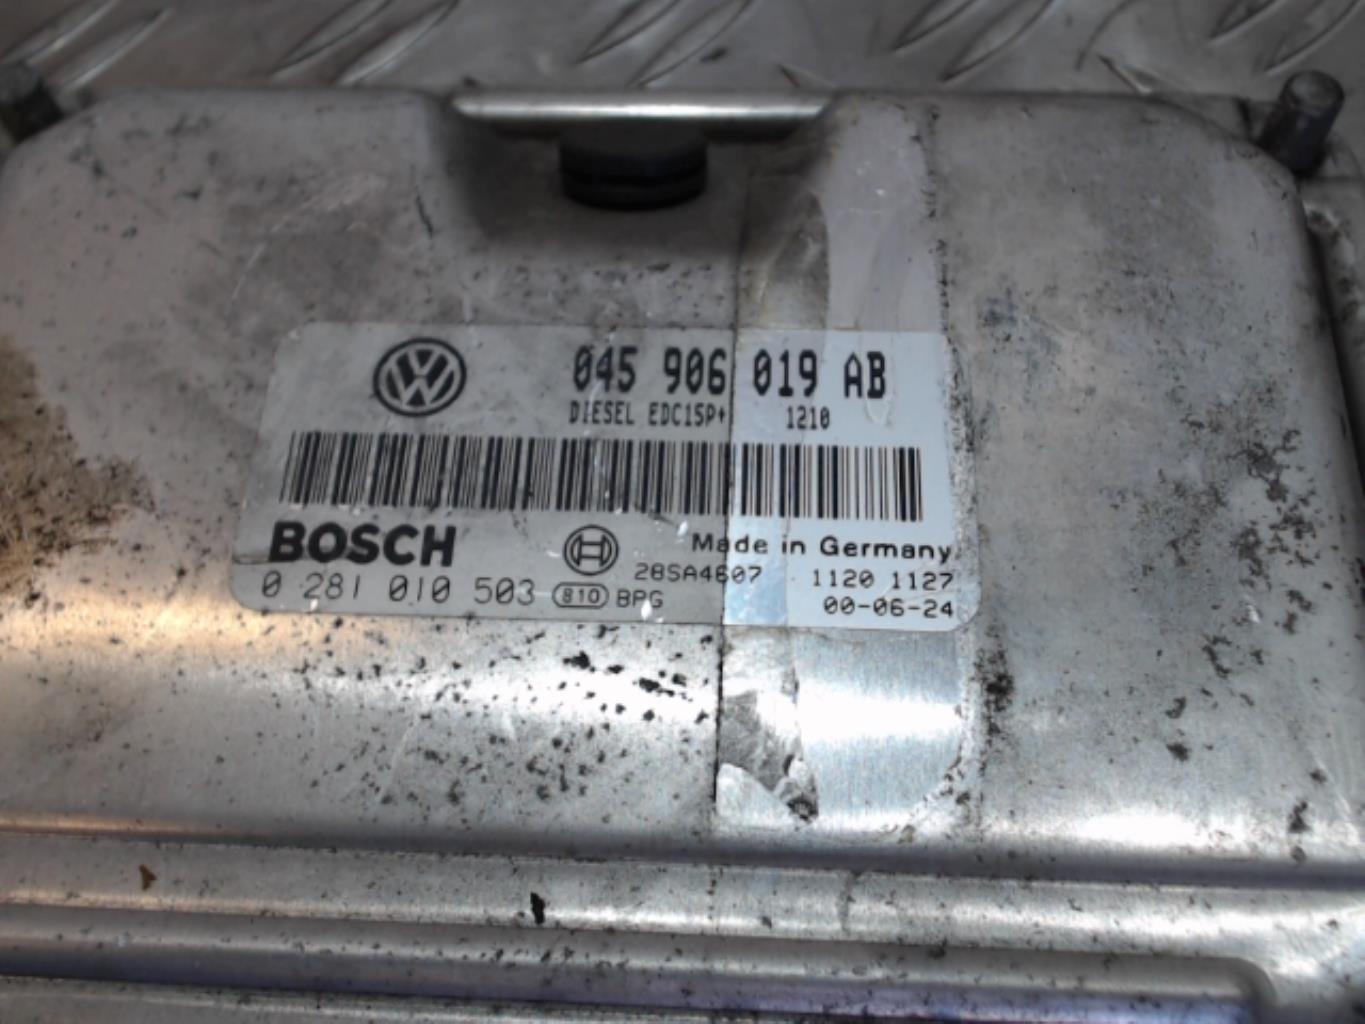 045 906 019 AB
DIESEL EDC15P+ 1210
BOSCH Made in Germany
28SA4607 1120 1127
0 281 010 503 810 BPG 00-06-24